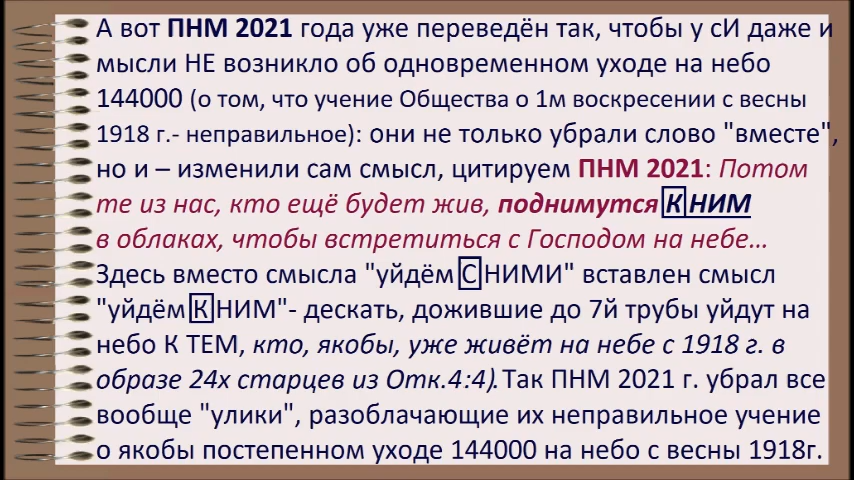 А вот ПНМ 2021 года уже переведён так, чтобы у сИ даже и
мысли НЕ возникло об одновременном уходе на небо
144000 (о том, что учение Общества о 1м воскресении с весны
1918 г.- неправильное): они не только убрали слово "вместе",
но и – изменили сам смысл, цитируем ПНМ 2021: Потом
те из нас, кто ещё будет жив, поднимутся К НИМ
в облаках, чтобы встретиться с Господом на небе...
Здесь вместо смысла "уйдём С НИМИ" вставлен смысл
"уйдём К НИМ"- дескать, дожившие до 7й трубы уйдут на
небо К ТЕМ, кто, якобы, уже живёт на небе с 1918 г. в
образе 24х старцев из Отк.4:4). Так ПНМ 2021 г. убрал все
вообще "улики", разоблачающие их неправильное учение
о якобы постепенном уходе 144000 на небо с весны 1918г.